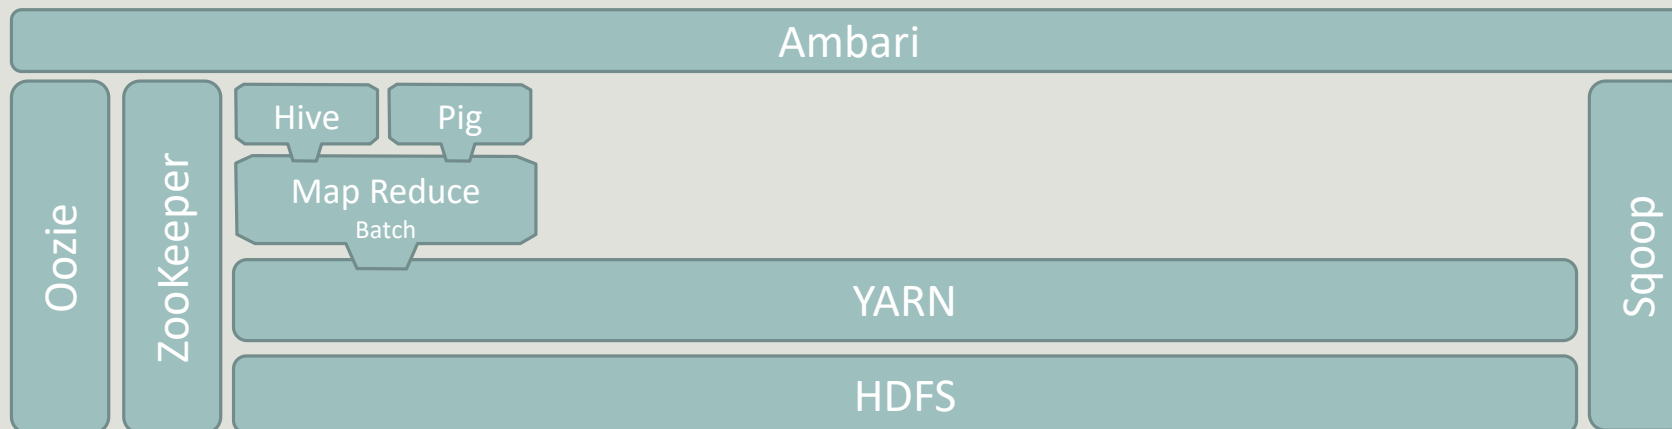 Ambari
Oozie
ZooKeeper
Hive
Pig
Map Reduce
Batch
YARN
HDFS
Sqoop